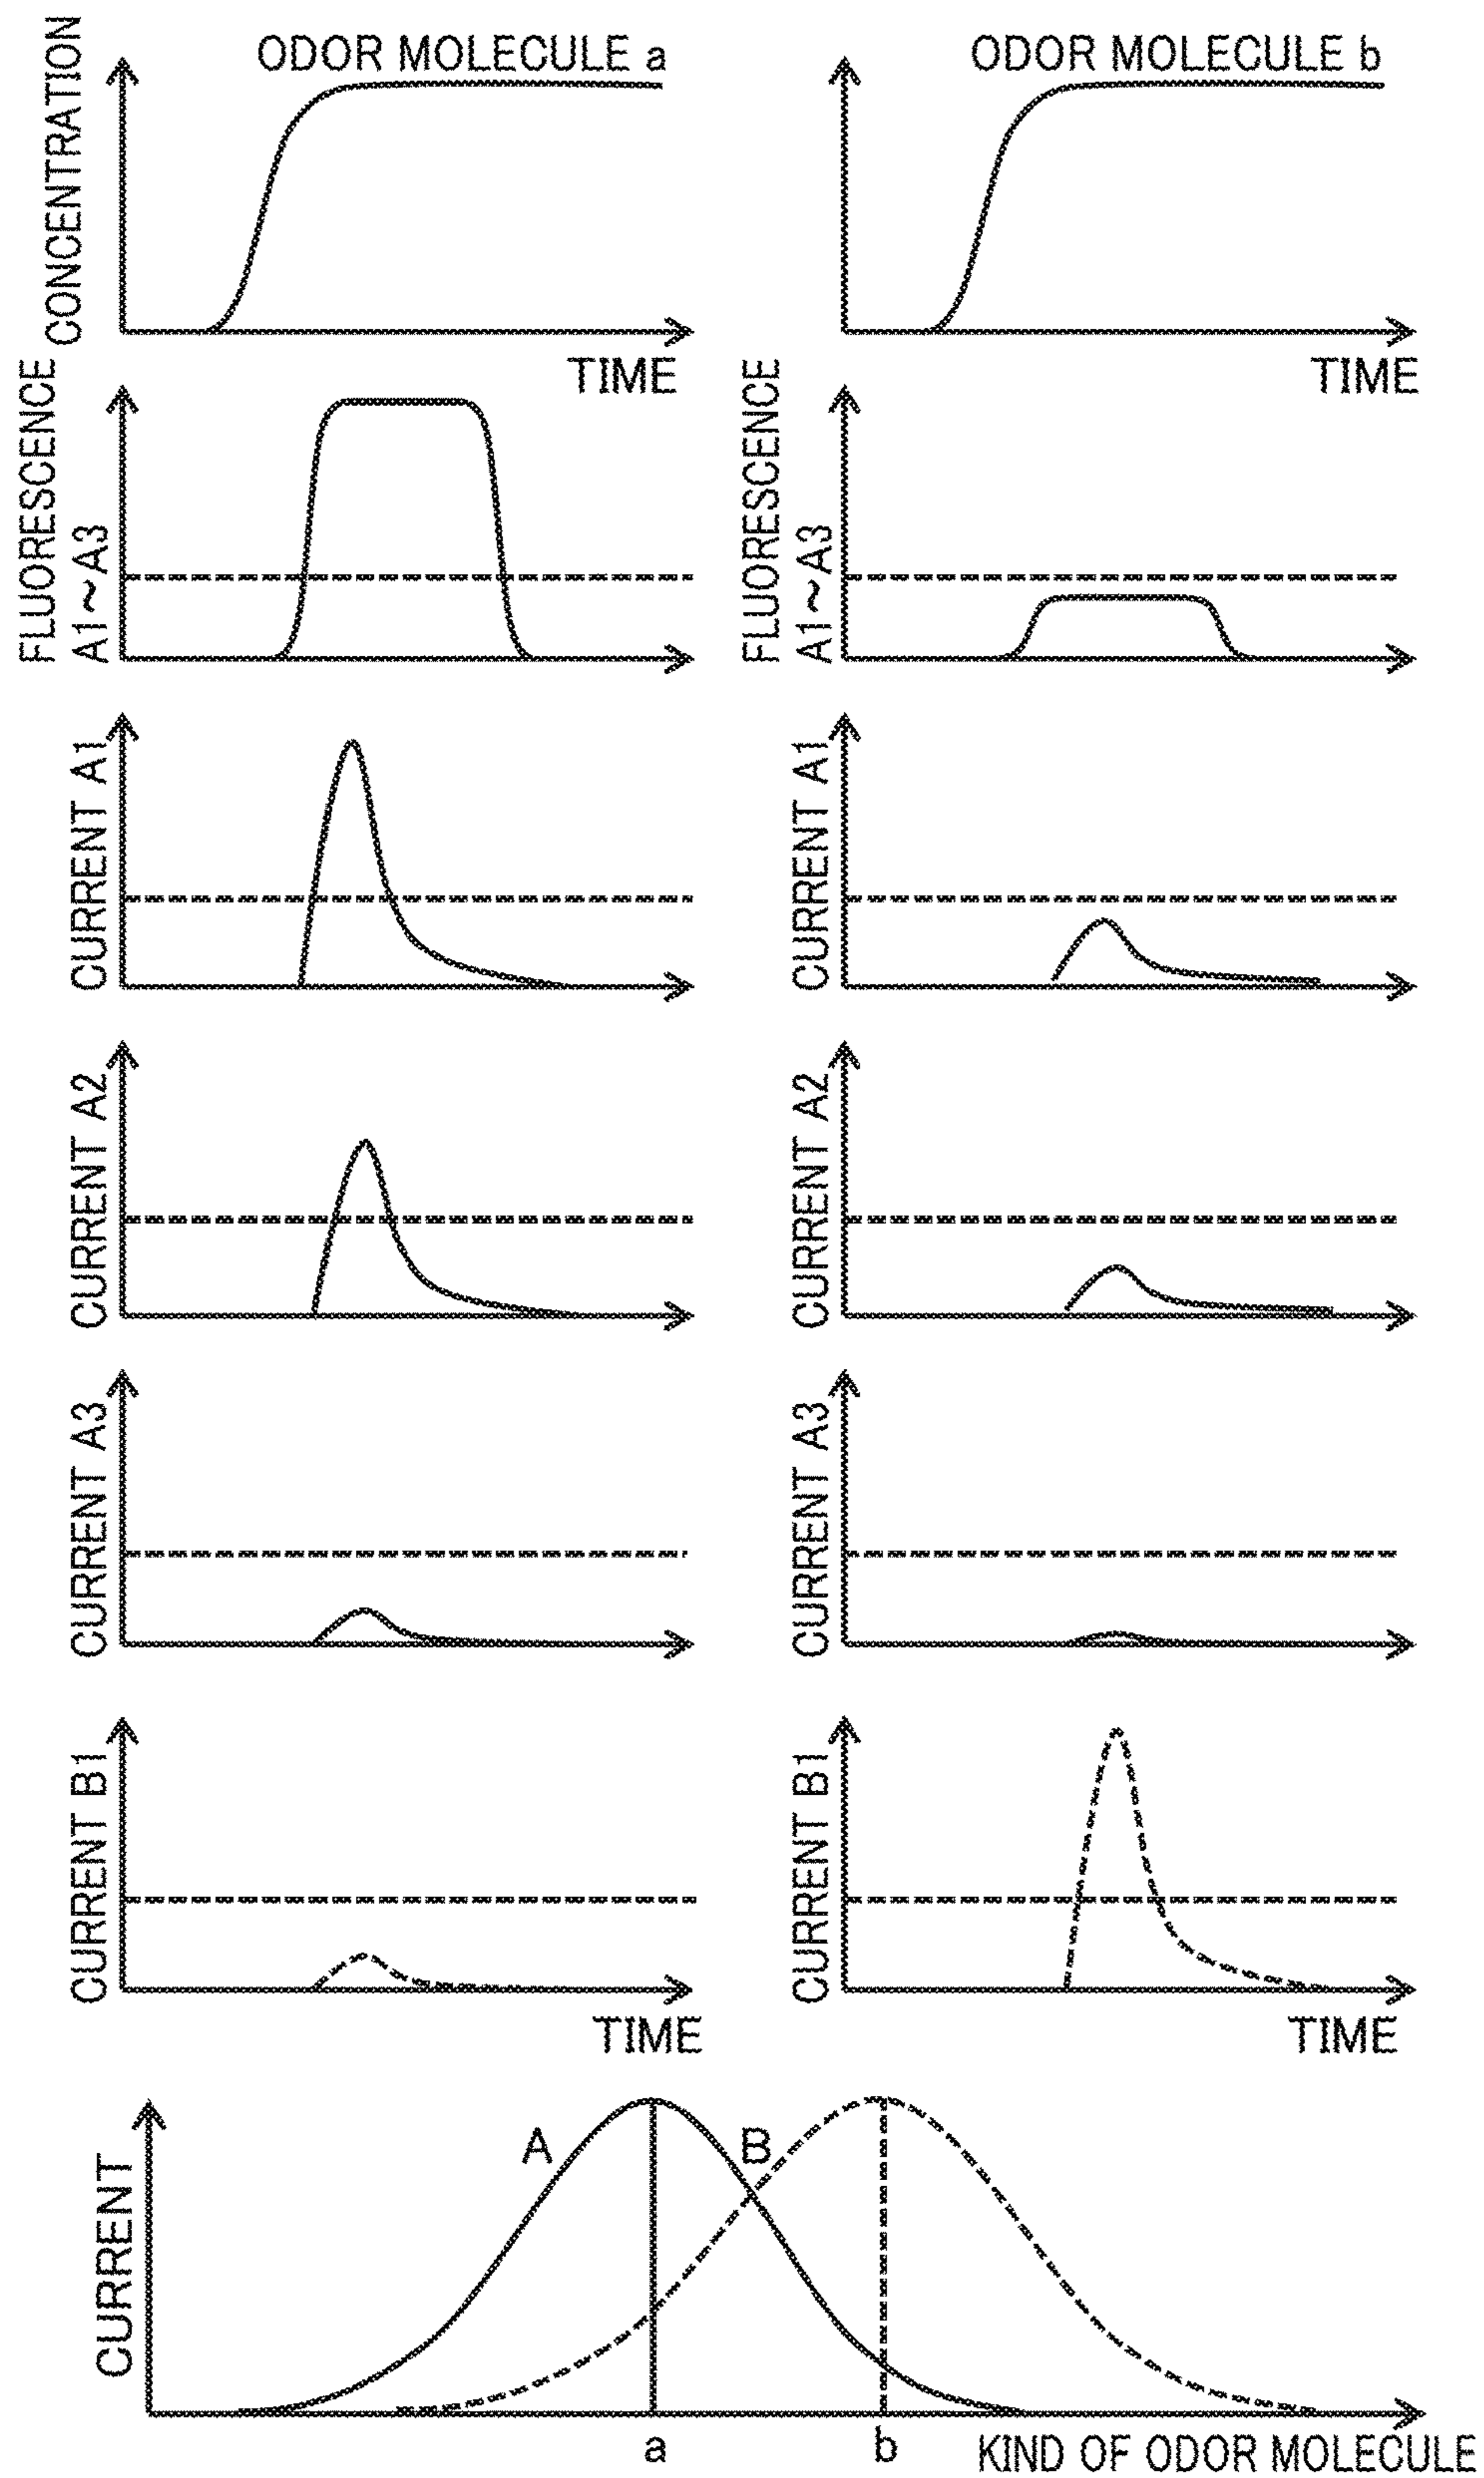 ODOR MOLECULE a
ODOR MOLECULE b
CONCENTRATION
TIME
TIME
FLUORESCENCE
A1~A3
FLUORESCENCE
A1~A3
CURRENT A1
CURRENT A1
CURRENT A2
CURRENT A2
CURRENT A3
CURRENT A3
CURRENT B1
CURRENT B1
TIME
TIME
CURRENT
A
B
a
b
KIND OF ODOR MOLECULE